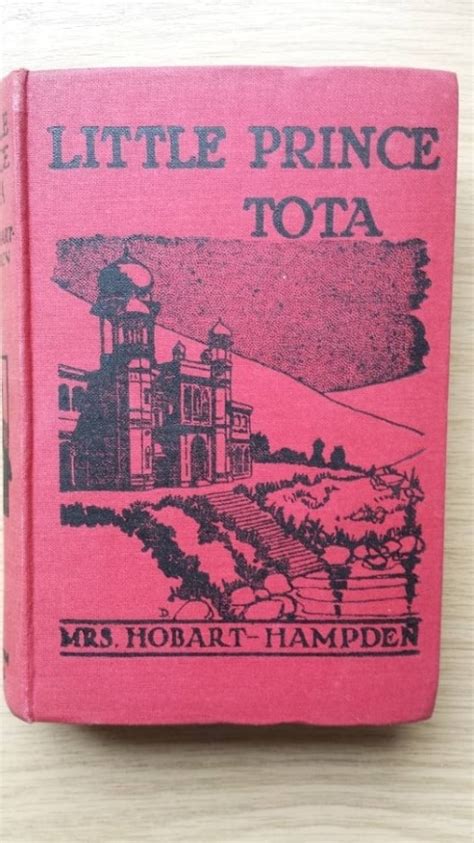 LITTLE PRINCE
TOTA
D
MRS. HOBART-HAMPDEN